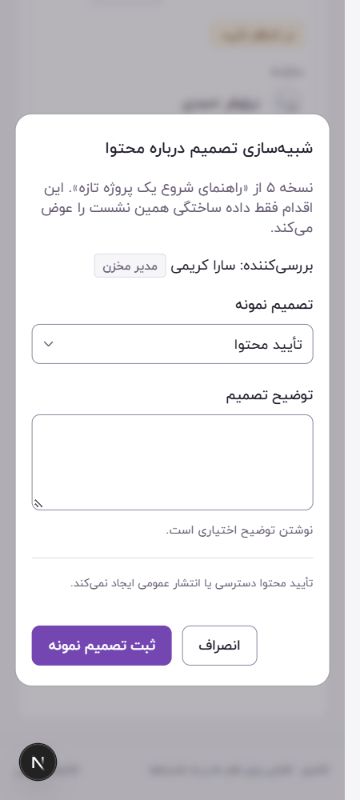 شبیه‌سازی تصمیم درباره محتوا
نسخه ۵ از «راهنمای شروع یک پروژه تازه». این
اقدام فقط داده ساختگی همین نشست را عوض
می‌کند.
بررسی‌کننده: سارا کریمی مدیر مخزن
تصمیم نمونه
تأیید محتوا
توضیح تصمیم
نوشتن توضیح اختیاری است.
تأیید محتوا دسترسی یا انتشار عمومی ایجاد نمی‌کند.
انصراف ثبت تصمیم نمونه
N